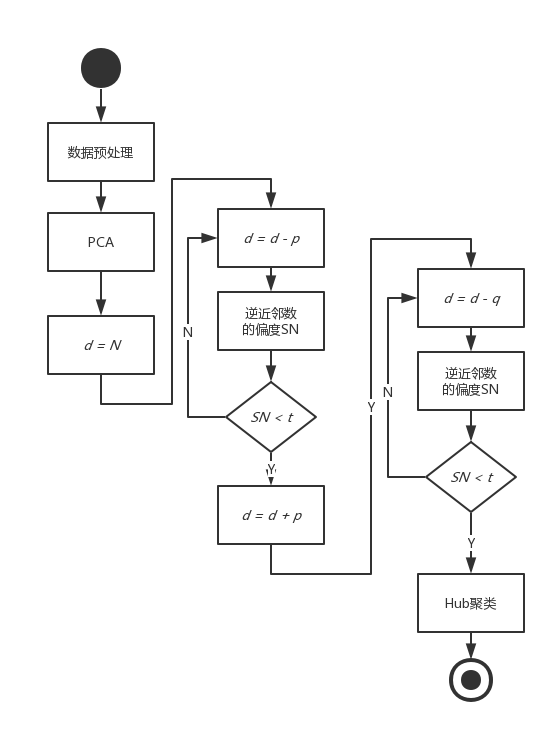 数据预处理
PCA
d = N
d = d - p
逆近邻数
的偏度SN
N
SN < t
Y
d = d + p
Y
d = d - q
逆近邻数
的偏度SN
N
SN < t
Y
Hub聚类